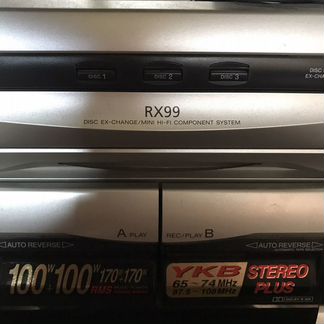 DISC 1 DISC 2 DISC 3
DISC
EX-CHANGE
RX99
DISC EX-CHANGE/MINI HI-FI COMPONENT SYSTEM
A PLAY REC/PLAY B
AUTO REVERSE AUTO REVERSE
100W 100W 170W 170W
RMS
УКВ STEREO
65~74 MHz PLUS
87.5~108 MHz